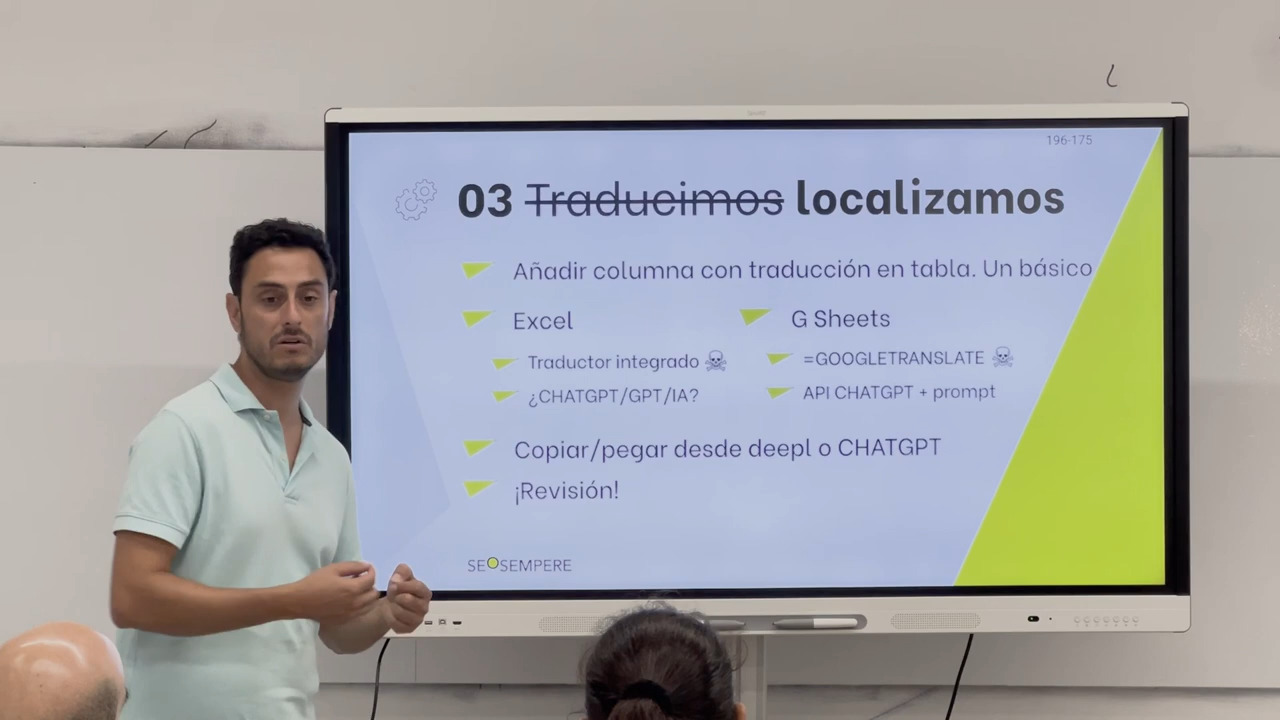 196-175
03 Traducimos localizamos
Añadir columna con traducción en tabla. Un básico
Excel
G Sheets
Traductor integrado ☠
=GOOGLETRANSLATE ☠
¿CHATGPT/GPT/IA?
API CHATGPT + prompt
Copiar/pegar desde deepl o CHATGPT
¡Revisión!
SEOSEMPERE